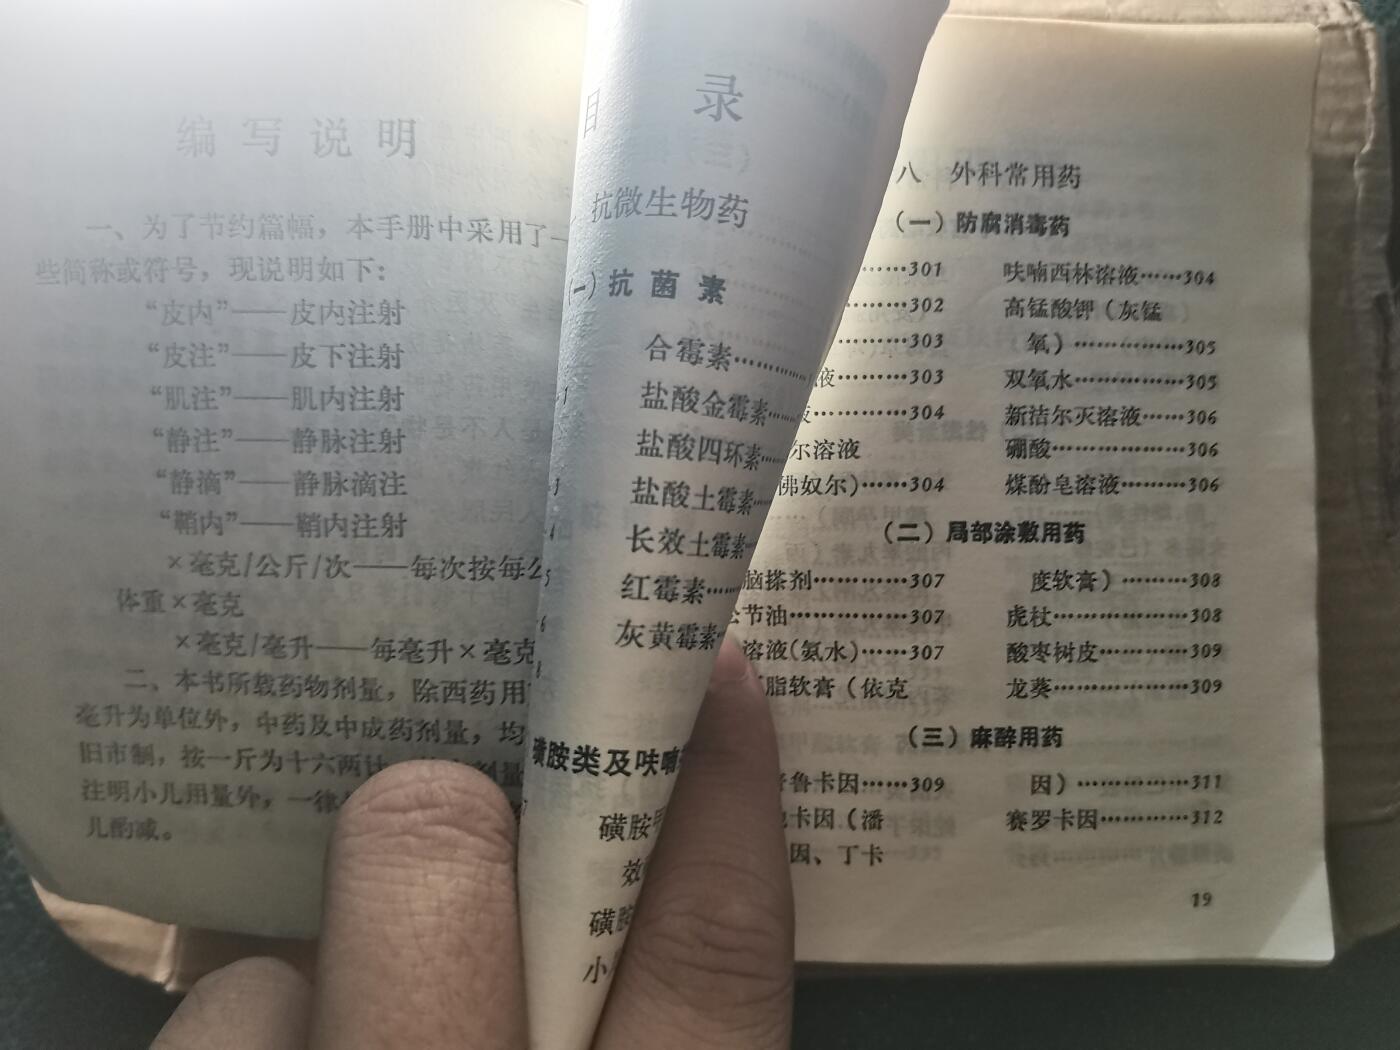 编写说明
一、为了节约篇幅，本手册中采用了一
些简称或符号，现说明如下：
“皮内”——皮内注射
“皮注”——皮下注射
“肌注”——肌内注射
“静注”——静脉注射
“静滴”——静脉滴注
“鞘内”——鞘内注射
×毫克/公斤/次——每次按每公
体重×毫克
×毫克/毫升——每毫升×毫克
二、本书所载药物剂量，除西药用
毫升为单位外，中药及中成药剂量，均
旧市制，按一斤为十六两计
注明小儿用量外，一律
儿酌减。
目录
抗微生物药
(一)抗菌素
合霉素……
盐酸金霉素……
盐酸四环素……
盐酸土霉素……
长效土霉素……
红霉素……
灰黄霉素…
磺胺类及呋喃
磺胺
效
磺胺
小
八 外科常用药
（一）防腐消毒药
……301
……302
……303
液………303
……304
尔溶液
佛奴尔）……304
呋喃西林溶液……304
高锰酸钾（灰锰
氧）……………305
双氧水……………305
新洁尔灭溶液……306
硼酸………………306
煤酚皂溶液………306
（二）局部涂敷用药
脑搽剂…………307
节油……………307
溶液(氨水)……307
脂软膏（依克
度软膏）………308
虎杖………………308
酸枣树皮…………309
龙葵………………309
（三）麻醉用药
鲁卡因……309
卡因（潘
因、丁卡
因）……………311
赛罗卡因…………312
19